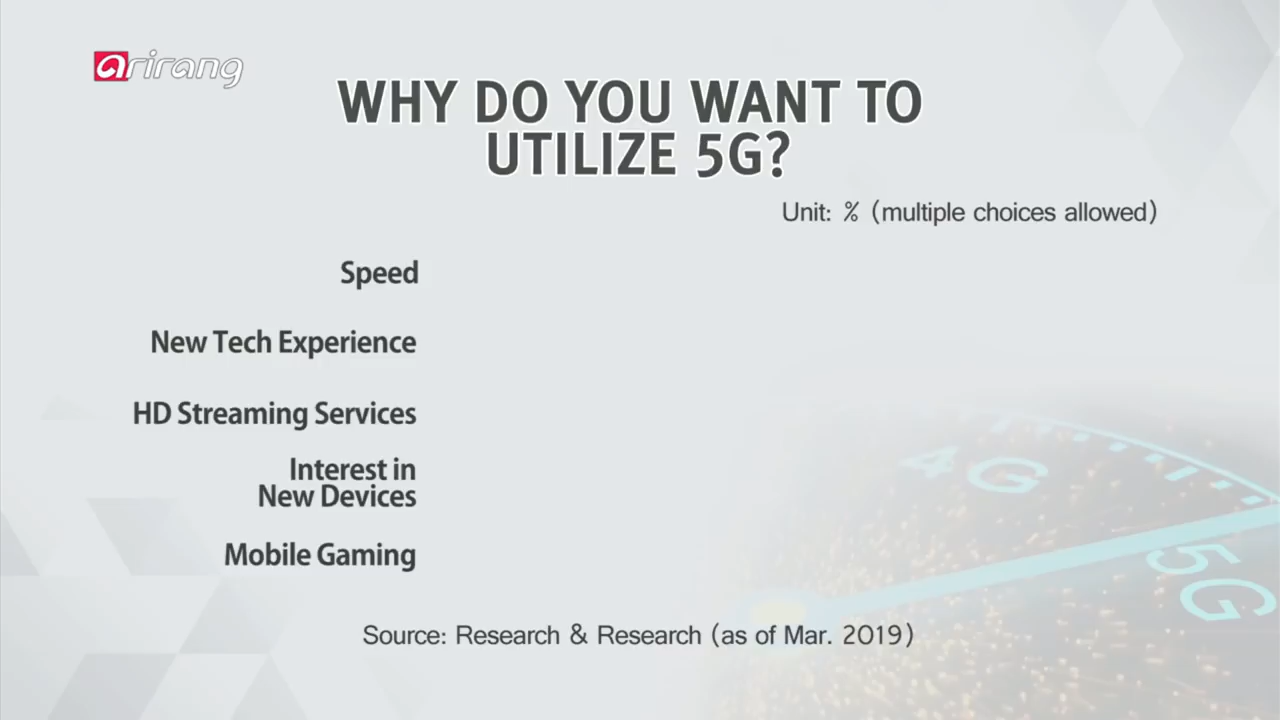 arirang
WHY DO YOU WANT TO
UTILIZE 5G?
Unit: % (multiple choices allowed)
Speed
New Tech Experience
HD Streaming Services
Interest in
New Devices
Mobile Gaming
4G
5G
Source: Research & Research (as of Mar. 2019)